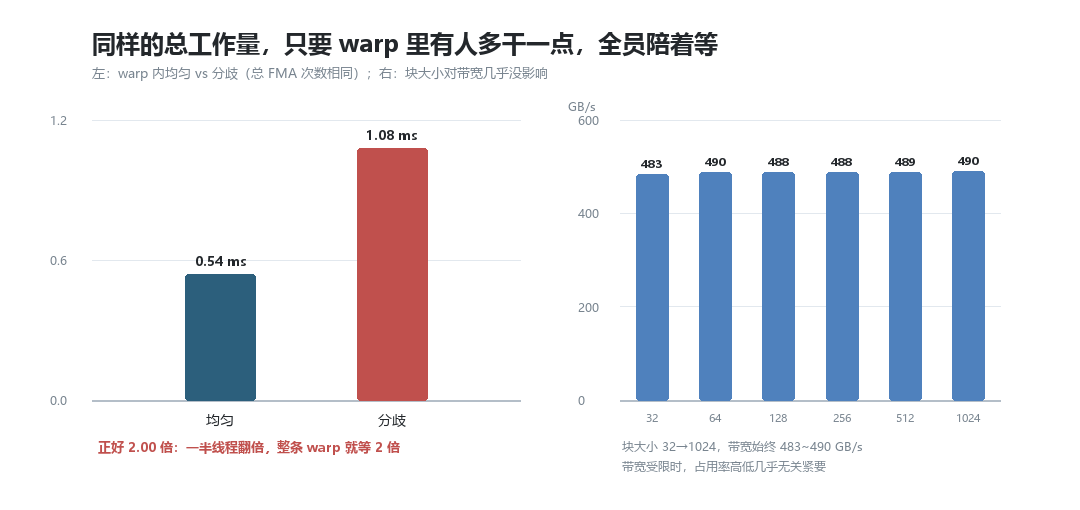 同样的总工作量，只要 warp 里有人多干一点，全员陪着等
左：warp 内均匀 vs 分歧（总 FMA 次数相同）；右：块大小对带宽几乎没影响
1.2
0.6
0.0
0.54 ms
1.08 ms
均匀
分歧
正好 2.00 倍：一半线程翻倍，整条 warp 就等 2 倍
GB/s
600
400
200
0
483
490
488
488
489
490
32
64
128
256
512
1024
块大小 32→1024，带宽始终 483~490 GB/s
带宽受限时，占用率高低几乎无关紧要